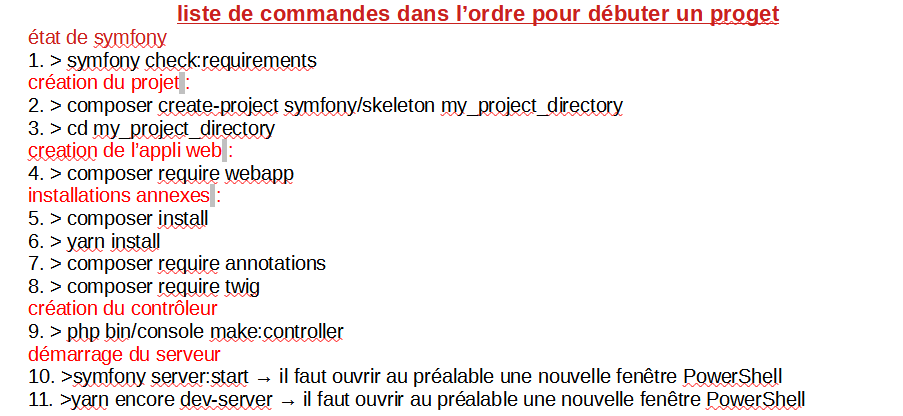 liste de commandes dans l’ordre pour débuter un proget
état de symfony
1. > symfony check:requirements
création du projet :
2. > composer create-project symfony/skeleton my_project_directory
3. > cd my_project_directory
creation de l’appli web :
4. > composer require webapp
installations annexes :
5. > composer install
6. > yarn install
7. > composer require annotations
8. > composer require twig
création du contrôleur
9. > php bin/console make:controller
démarrage du serveur
10. >symfony server:start → il faut ouvrir au préalable une nouvelle fenêtre PowerShell
11. >yarn encore dev-server → il faut ouvrir au préalable une nouvelle fenêtre PowerShell